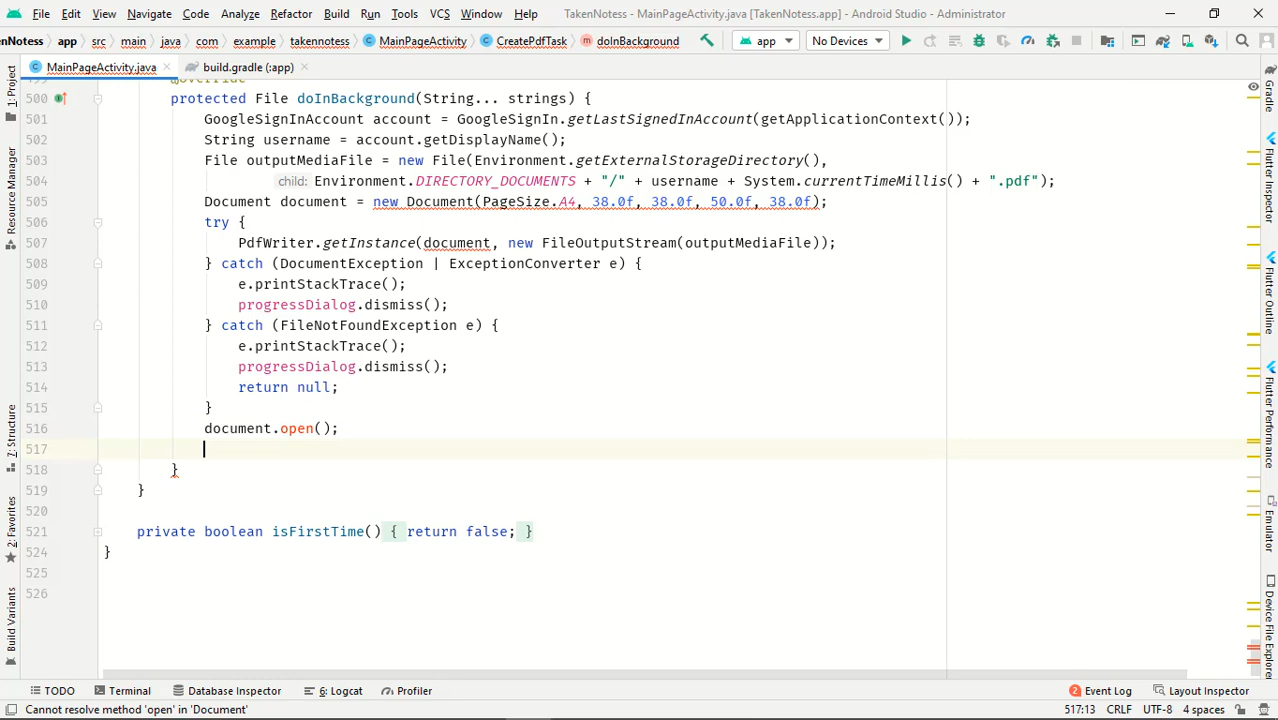 File Edit View Navigate Code Analyze Refactor Build Run Tools VCS Window Help TakenNotess - MainPageActivity.java [TakenNotess.app] - Android Studio - Administrator
nNotess app src main java com example takennotess MainPageActivity CreatePdfTask doInBackground app No Devices
MainPageActivity.java build.gradle (:app)
500 protected File doInBackground(String... strings) {
501 GoogleSignInAccount account = GoogleSignIn.getLastSignedInAccount(getApplicationContext());
502 String username = account.getDisplayName();
503 File outputMediaFile = new File(Environment.getExternalStorageDirectory(),
504 child: Environment.DIRECTORY_DOCUMENTS + "/" + username + System.currentTimeMillis() + ".pdf");
505 Document document = new Document(PageSize.A4, 38.0f, 38.0f, 50.0f, 38.0f);
506 try {
507 PdfWriter.getInstance(document, new FileOutputStream(outputMediaFile));
508 } catch (DocumentException | ExceptionConverter e) {
509 e.printStackTrace();
510 progressDialog.dismiss();
511 } catch (FileNotFoundException e) {
512 e.printStackTrace();
513 progressDialog.dismiss();
514 return null;
515 }
516 document.open();
517
518 }
519 }
520
521 private boolean isFirstTime() { return false; }
524 }
525
526
1: Project
Resource Manager
Z: Structure
2: Favorites
Build Variants
Gradle
Flutter Inspector
Flutter Outline
Flutter Performance
Emulator
Device File Explorer
TODO Terminal Database Inspector 6: Logcat Profiler 2 Event Log Layout Inspector
Cannot resolve method 'open' in 'Document' 517:13 CRLF UTF-8 4 spaces